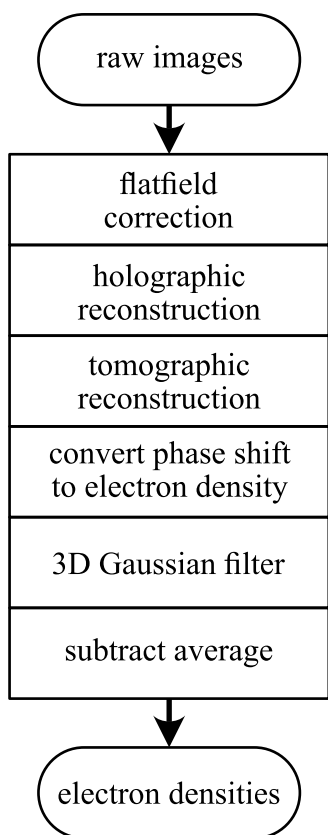 raw images
flatfield
correction
holographic
reconstruction
tomographic
reconstruction
convert phase shift
to electron density
3D Gaussian filter
subtract average
electron densities